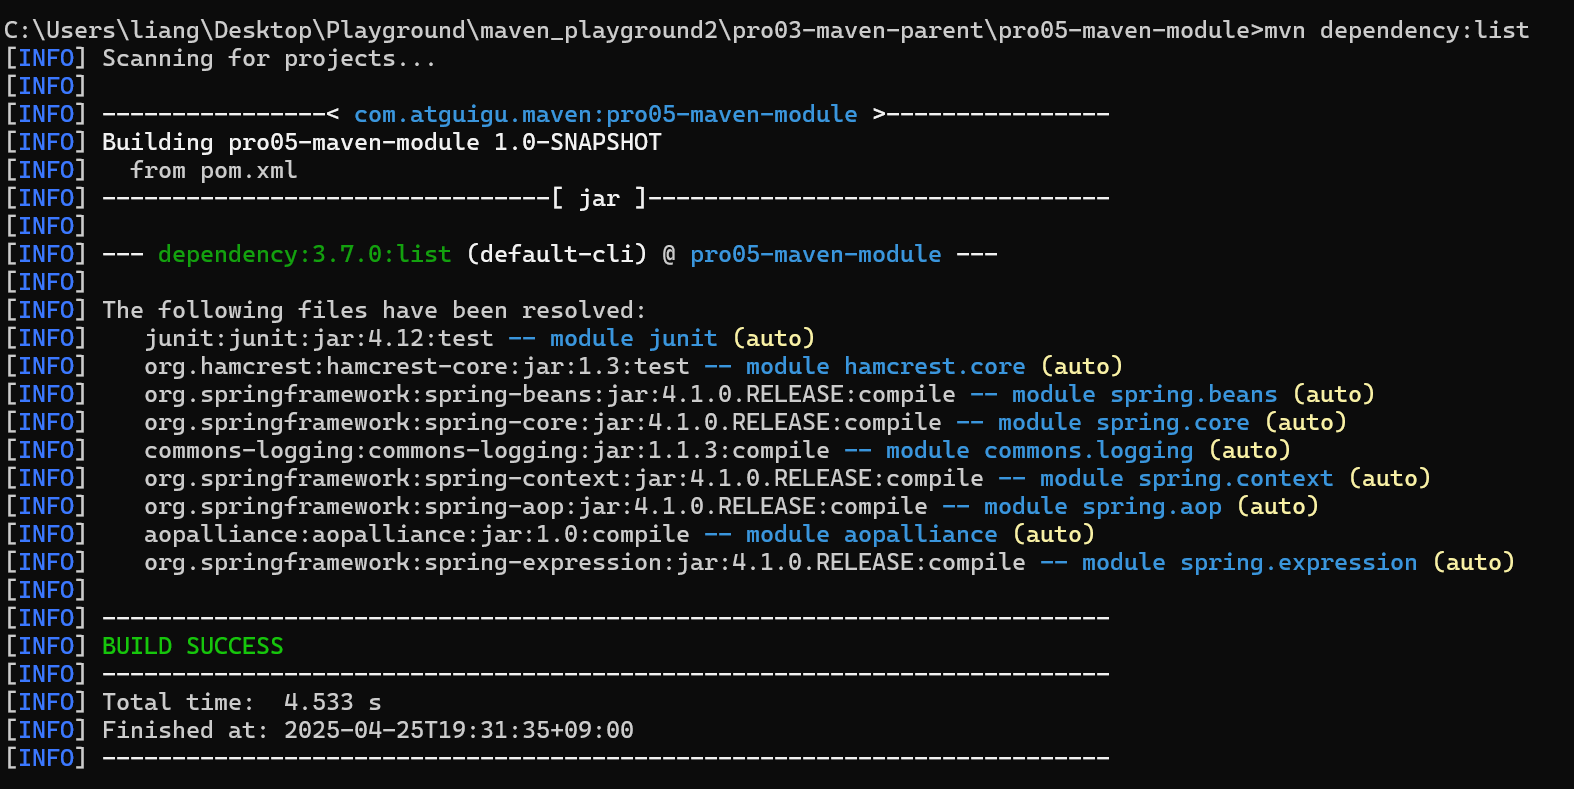 C:\Users\liang\Desktop\Playground\maven_playground2\pro03-maven-parent\pro05-maven-module>mvn dependency:list
[INFO] Scanning for projects...
[INFO]
[INFO] ----------------< com.atguigu.maven:pro05-maven-module >----------------
[INFO] Building pro05-maven-module 1.0-SNAPSHOT
[INFO]   from pom.xml
[INFO] --------------------------------[ jar ]---------------------------------
[INFO]
[INFO] --- dependency:3.7.0:list (default-cli) @ pro05-maven-module ---
[INFO]
[INFO] The following files have been resolved:
[INFO]    junit:junit:jar:4.12:test -- module junit (auto)
[INFO]    org.hamcrest:hamcrest-core:jar:1.3:test -- module hamcrest.core (auto)
[INFO]    org.springframework:spring-beans:jar:4.1.0.RELEASE:compile -- module spring.beans (auto)
[INFO]    org.springframework:spring-core:jar:4.1.0.RELEASE:compile -- module spring.core (auto)
[INFO]    commons-logging:commons-logging:jar:1.1.3:compile -- module commons.logging (auto)
[INFO]    org.springframework:spring-context:jar:4.1.0.RELEASE:compile -- module spring.context (auto)
[INFO]    org.springframework:spring-aop:jar:4.1.0.RELEASE:compile -- module spring.aop (auto)
[INFO]    aopalliance:aopalliance:jar:1.0:compile -- module aopalliance (auto)
[INFO]    org.springframework:spring-expression:jar:4.1.0.RELEASE:compile -- module spring.expression (auto)
[INFO]
[INFO] ------------------------------------------------------------------------
[INFO] BUILD SUCCESS
[INFO] ------------------------------------------------------------------------
[INFO] Total time:  4.533 s
[INFO] Finished at: 2025-04-25T19:31:35+09:00
[INFO] ------------------------------------------------------------------------